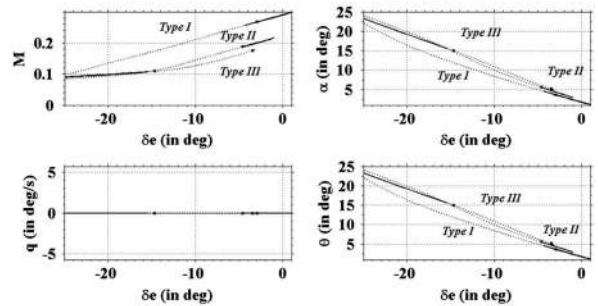 Type I
Type II
Type III
M
0.2
0.1
0
-20
-10
0
δe (in deg)
25
20
15
10
5
α (in deg)
Type III
Type I
Type II
-20
-10
0
δe (in deg)
5
0
-5
q (in deg/s)
-20
-10
0
δe (in deg)
25
20
15
10
5
θ (in deg)
Type III
Type I
Type II
-20
-10
0
δe (in deg)